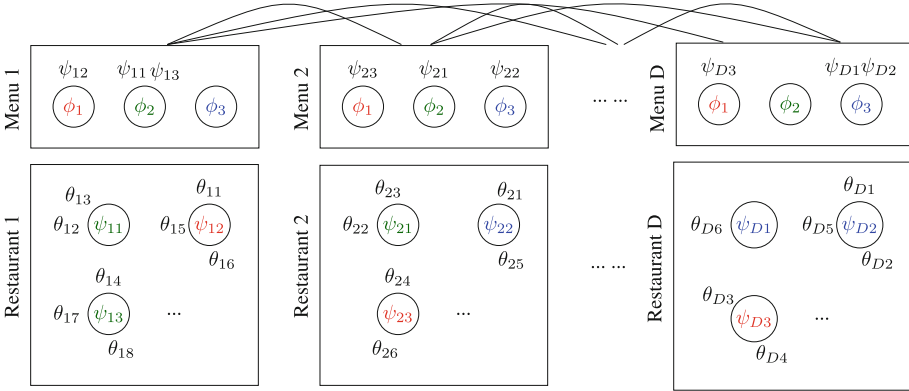 Menu 1
ψ12 ψ11 ψ13
ϕ1 ϕ2 ϕ3
Menu 2
ψ23 ψ21 ψ22
ϕ1 ϕ2 ϕ3
... ...
Menu D
ψD3 ψD1 ψD2
ϕ1 ϕ2 ϕ3
Restaurant 1
θ11
θ13
θ12 ψ11 θ15 ψ12
θ16
θ14
θ17 ψ13 ...
θ18
Restaurant 2
θ23 θ21
θ22 ψ21 ψ22
θ25
θ24
ψ23 ...
θ26
... ...
Restaurant D
θD1
θD6 ψD1 θD5 ψD2
θD2
θD3
ψD3 ...
θD4